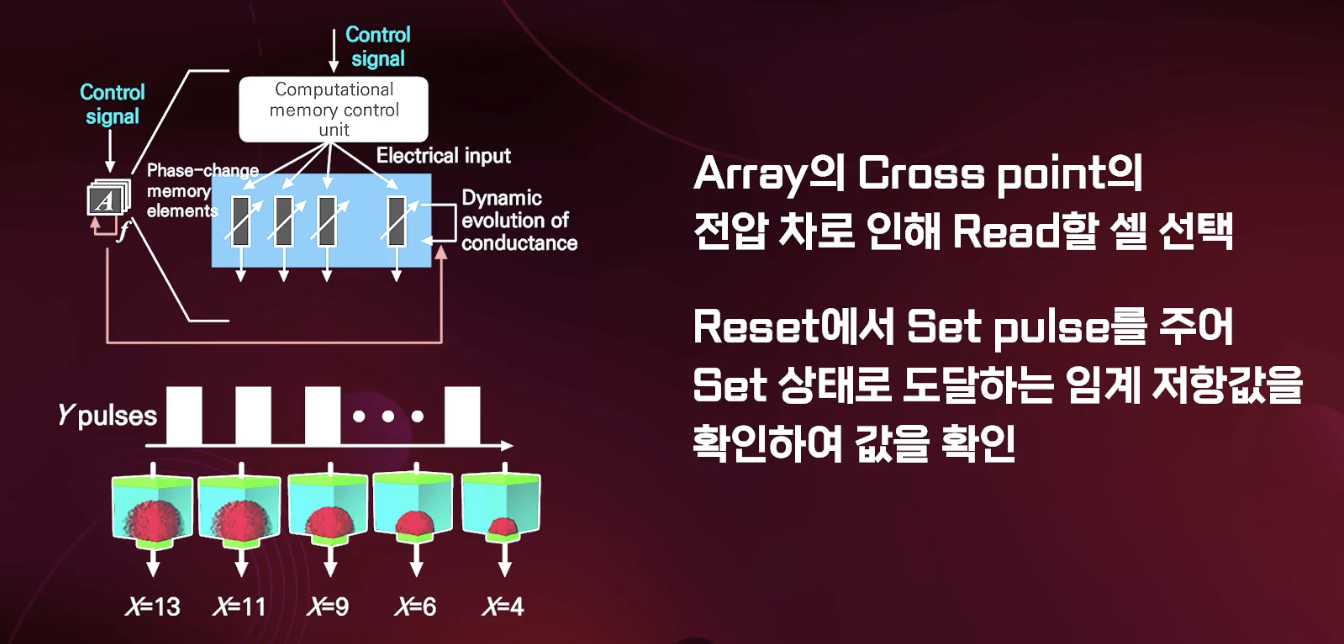 Control
signal
Control
signal
Computational
memory control
unit
Electrical input
Phase-change
memory
elements
A
f
Dynamic
evolution of
conductance
Y pulses
X=13
X=11
X=9
X=6
X=4
Array의 Cross point의
전압 차로 인해 Read할 셀 선택
Reset에서 Set pulse를 주어
Set 상태로 도달하는 임계 저항값을
확인하여 값을 확인